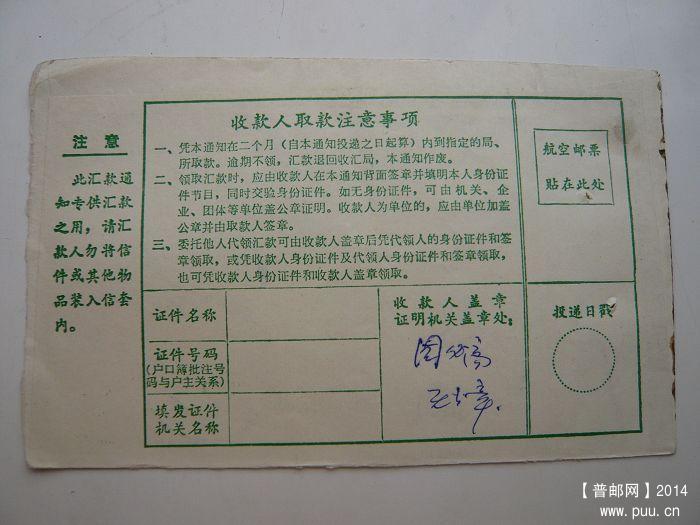 注意
此汇款通
知专供汇款
之用，请汇
款人勿将信
件或其他物
品装入信套
内。
收款人取款注意事项
一、凭本通知在二个月（自本通知投递之日起算）内到指定的局、
所取款。逾期不领，汇款退回收汇局，本通知作废。
二、领取汇款时，应由收款人在本通知背面签章并填明本人身份证
件节目，同时交验身份证件。如无身份证件，可由机关、企
业、团体等单位盖公章证明。收款人为单位的，应由单位加盖
公章并由取款人签章。
三、委托他人代领汇款可由收款人盖章后凭代领人的身份证件和签
章领取，或凭收款人身份证件及代领人身份证件和签章领取，
也可凭收款人身份证件和收款人盖章领取。
航空邮票
贴在此处
证件名称
证件号码
(户口簿批注号
码与户主关系)
填发证件
机关名称
收款人盖章
证明机关盖章处：
投递日戳
【普邮网】2014
www.puu.cn